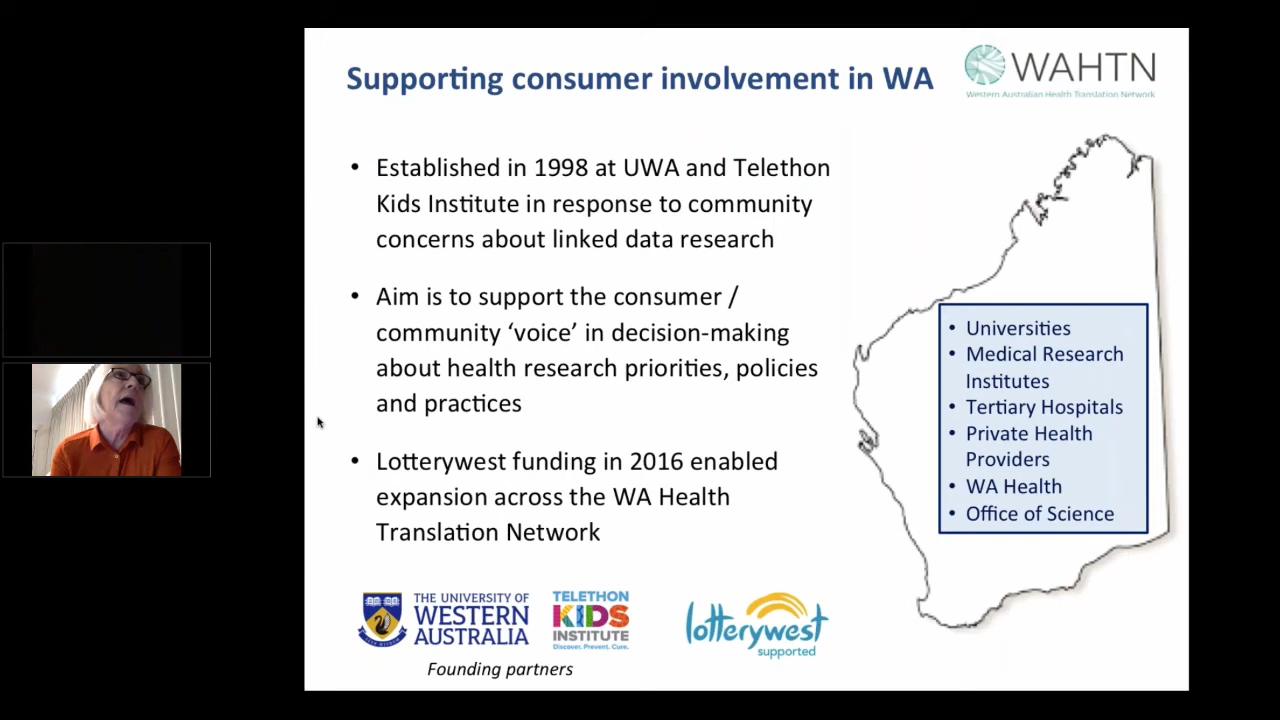 Supporting consumer involvement in WA
WAHTN
Western Australian Health Translation Network
• Established in 1998 at UWA and Telethon
Kids Institute in response to community
concerns about linked data research
• Aim is to support the consumer /
community ‘voice’ in decision-making
about health research priorities, policies
and practices
• Lotterywest funding in 2016 enabled
expansion across the WA Health
Translation Network
• Universities
• Medical Research
Institutes
• Tertiary Hospitals
• Private Health
Providers
• WA Health
• Office of Science
THE UNIVERSITY OF
WESTERN
AUSTRALIA
TELETHON
KIDS
INSTITUTE
Discover. Prevent. Cure.
lotterywest
supported
Founding partners